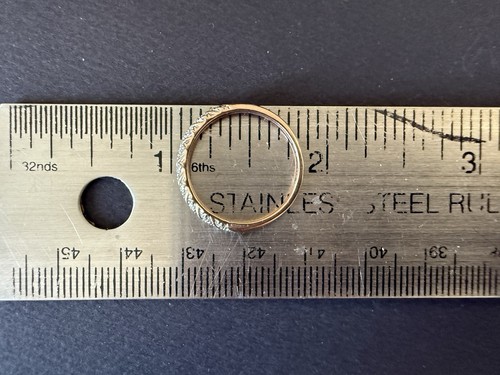 1 2 3
32nds 6ths
STAINLES STEEL RUL
45 44 43 42 41 40 39